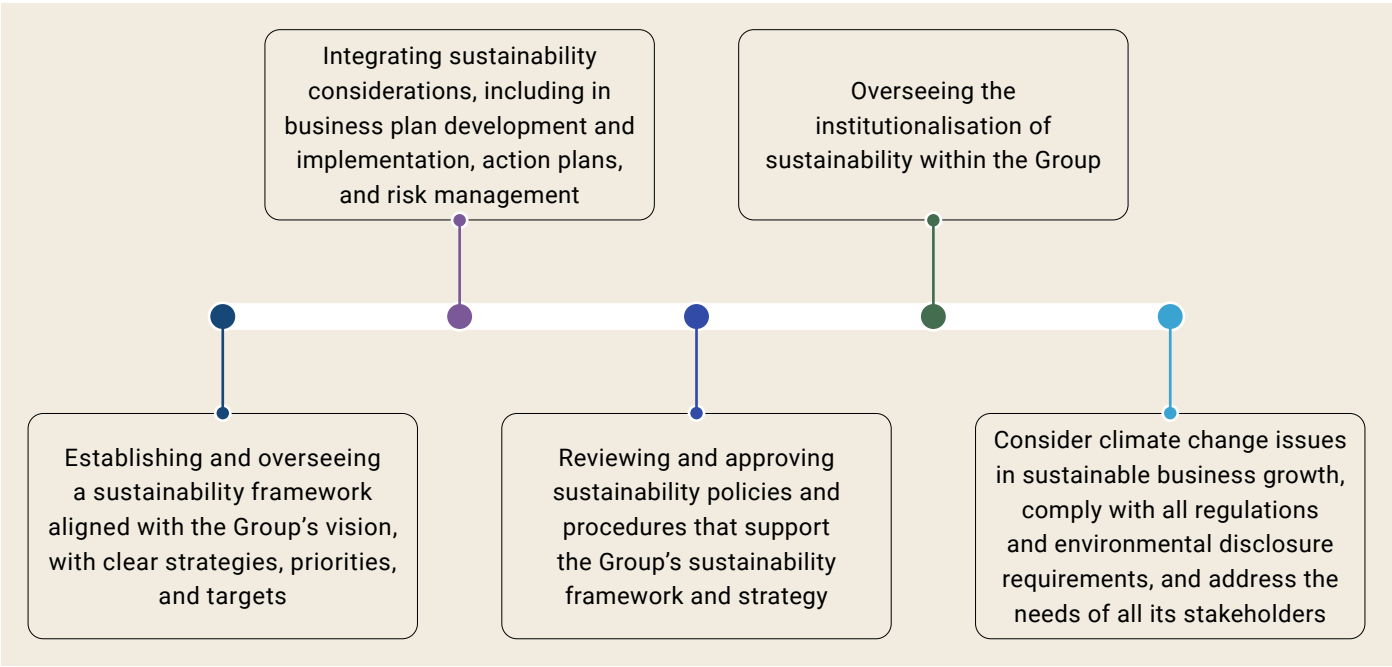 Integrating sustainability
considerations, including in
business plan development and
implementation, action plans,
and risk management
Overseeing the
institutionalisation of
sustainability within the Group
Establishing and overseeing
a sustainability framework
aligned with the Group’s vision,
with clear strategies, priorities,
and targets
Reviewing and approving
sustainability policies and
procedures that support
the Group’s sustainability
framework and strategy
Consider climate change issues
in sustainable business growth,
comply with all regulations
and environmental disclosure
requirements, and address the
needs of all its stakeholders